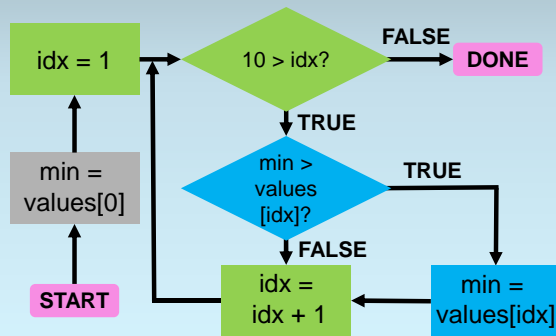 idx = 1
10 > idx?
FALSE
DONE
TRUE
min =
values[0]
min >
values
[idx]?
TRUE
FALSE
START
idx =
idx + 1
min =
values[idx]